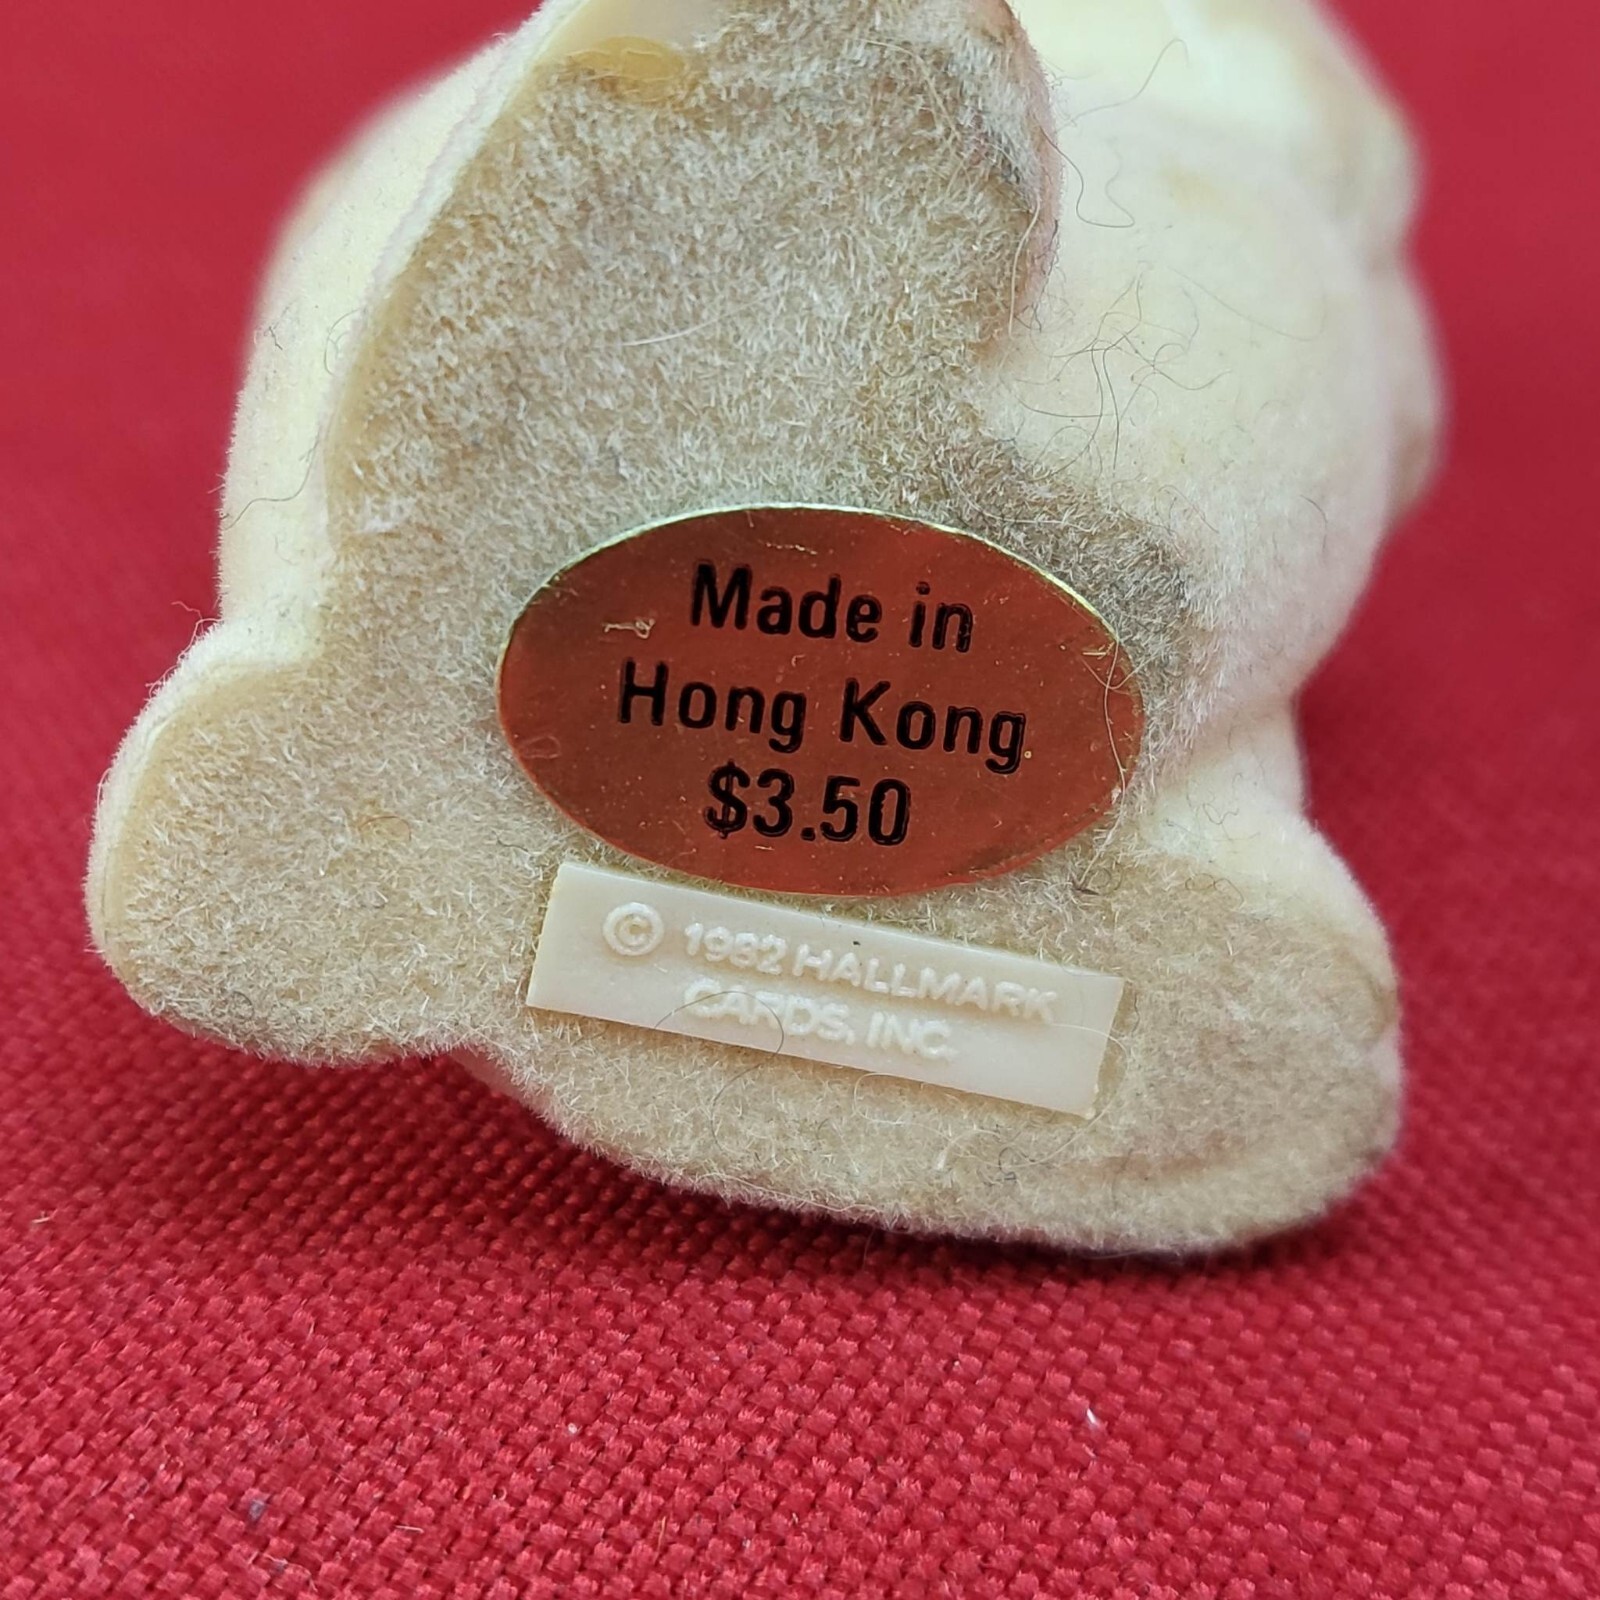 Made in
Hong Kong
$3.50
© 1982 HALLMARK
CARDS, INC.